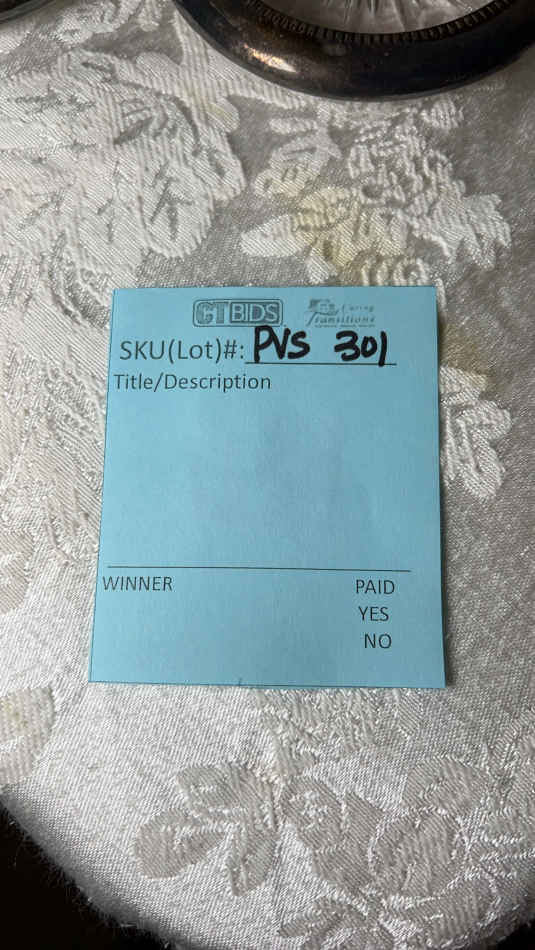 CTBIDS
Caring
Transitions
SKU(Lot)#: PVS 301
Title/Description
WINNER PAID
YES
NO